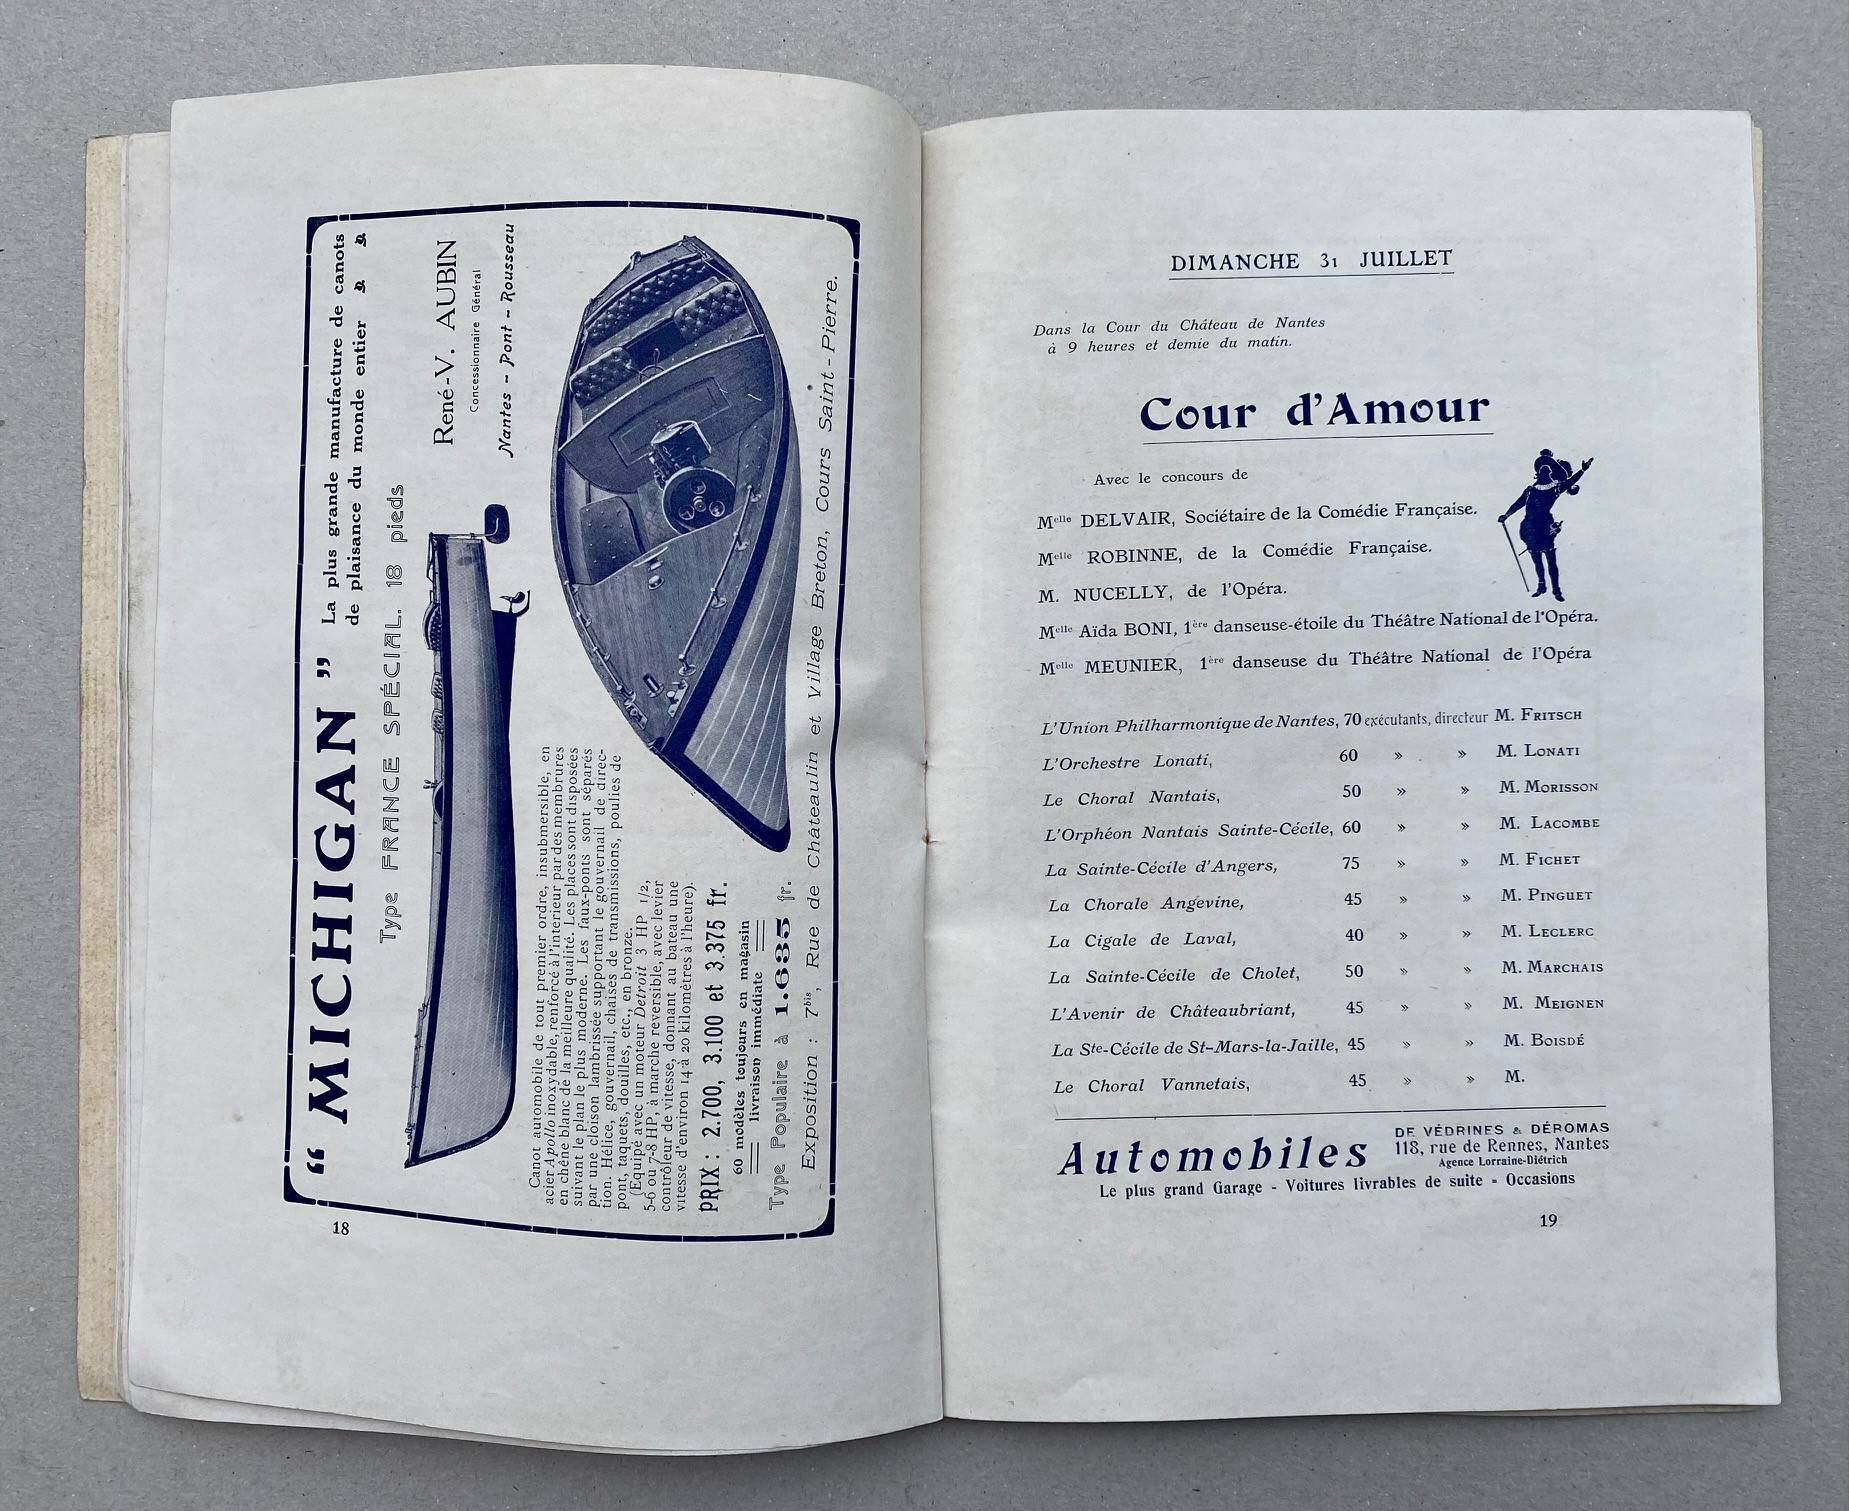 “ MICHIGAN ”
La plus grande manufacture de canots
de plaisance du monde entier
Type FRANCE SPÉCIAL. 18 pieds
René-V. AUBIN
Concessionnaire Général
Nantes - Pont - Rousseau
Canot automobile de tout premier ordre, insubmersible, en
acier Apollo inoxydable, renforcé à l'intérieur par des membrures
en chêne blanc de la meilleure qualité. Les places sont disposées
suivant le plan le plus moderne. Les faux-ponts sont séparés
par une cloison lambrissée supportant le gouvernail de direc-
tion. Hélice, gouvernail, chaises de transmissions, poulies de
pont, taquets, douilles, etc., en bronze.
(Equipé avec un moteur Detroit 3 HP 1/2,
5-6 ou 7-8 HP, à marche reversible, avec levier
contrôleur de vitesse, donnant au bateau une
vitesse d'environ 14 à 20 kilomètres à l'heure).
PRIX : 2.700, 3.100 et 3.375 fr.
60 modèles toujours en magasin
livraison immédiate
Type Populaire à 1.635 fr.
Exposition : 7bis, Rue de Châteaulin et Village Breton, Cours Saint-Pierre.
18
DIMANCHE 31 JUILLET
Dans la Cour du Château de Nantes
à 9 heures et demie du matin.
Cour d'Amour
Avec le concours de
Melle DELVAIR, Sociétaire de la Comédie Française.
Melle ROBINNE, de la Comédie Française.
M. NUCELLY, de l'Opéra.
Melle Aïda BONI, 1ère danseuse-étoile du Théâtre National de l'Opéra.
Melle MEUNIER, 1ère danseuse du Théâtre National de l'Opéra
L'Union Philharmonique de Nantes, 70 exécutants, directeur M. FRITSCH
L'Orchestre Lonati, 60 » » M. LONATI
Le Choral Nantais, 50 » » M. MORISSON
L'Orphéon Nantais Sainte-Cécile, 60 » » M. LACOMBE
La Sainte-Cécile d'Angers, 75 » » M. FICHET
La Chorale Angevine, 45 » » M. PINGUET
La Cigale de Laval, 40 » » M. LECLERC
La Sainte-Cécile de Cholet, 50 » » M. MARCHAIS
L'Avenir de Châteaubriant, 45 » » M. MEIGNEN
La Ste-Cécile de St-Mars-la-Jaille, 45 » » M. BOISDÉ
Le Choral Vannetais, 45 » » M.
Automobiles
DE VÉDRINES & DÉROMAS
118, rue de Rennes, Nantes
Agence Lorraine-Diétrich
Le plus grand Garage - Voitures livrables de suite - Occasions
19